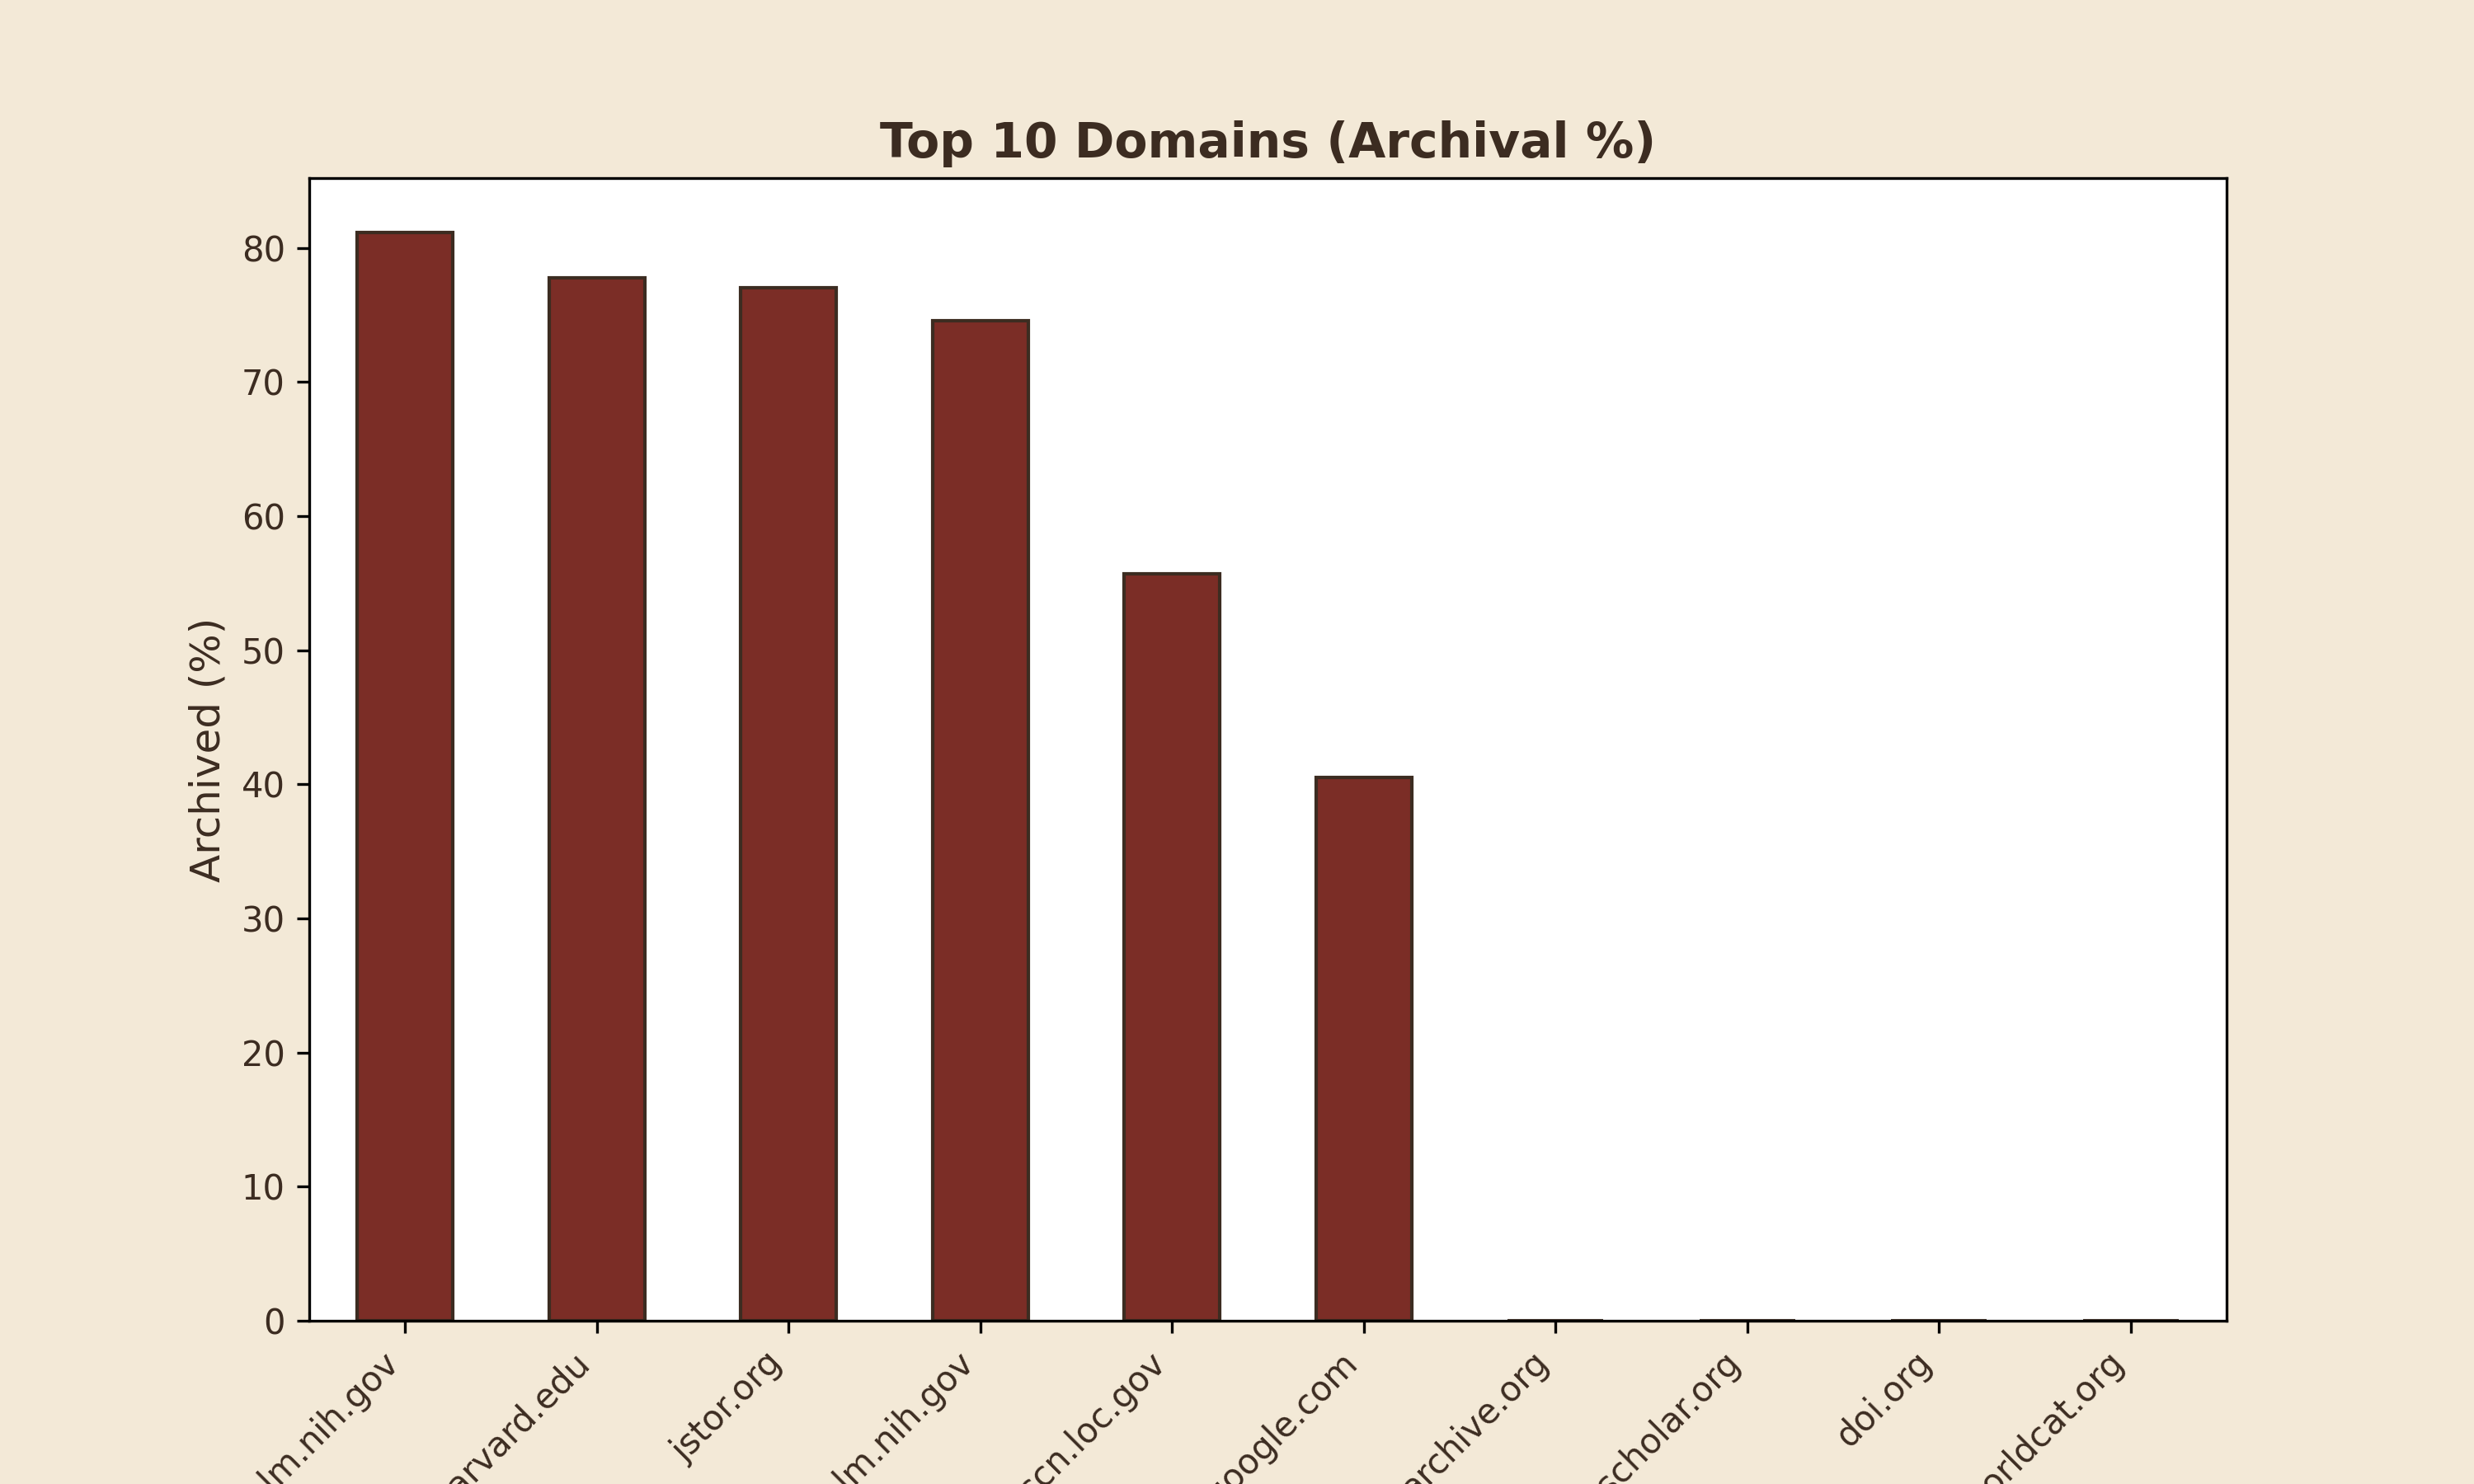 Top 10 Domains (Archival %)
Archived (%)
80
70
60
50
40
30
20
10
0
lm.nih.gov
arvard.edu
jstor.org
lm.nih.gov
cn.loc.gov
oogle.com
archive.org
scholar.org
doi.org
orldcat.org